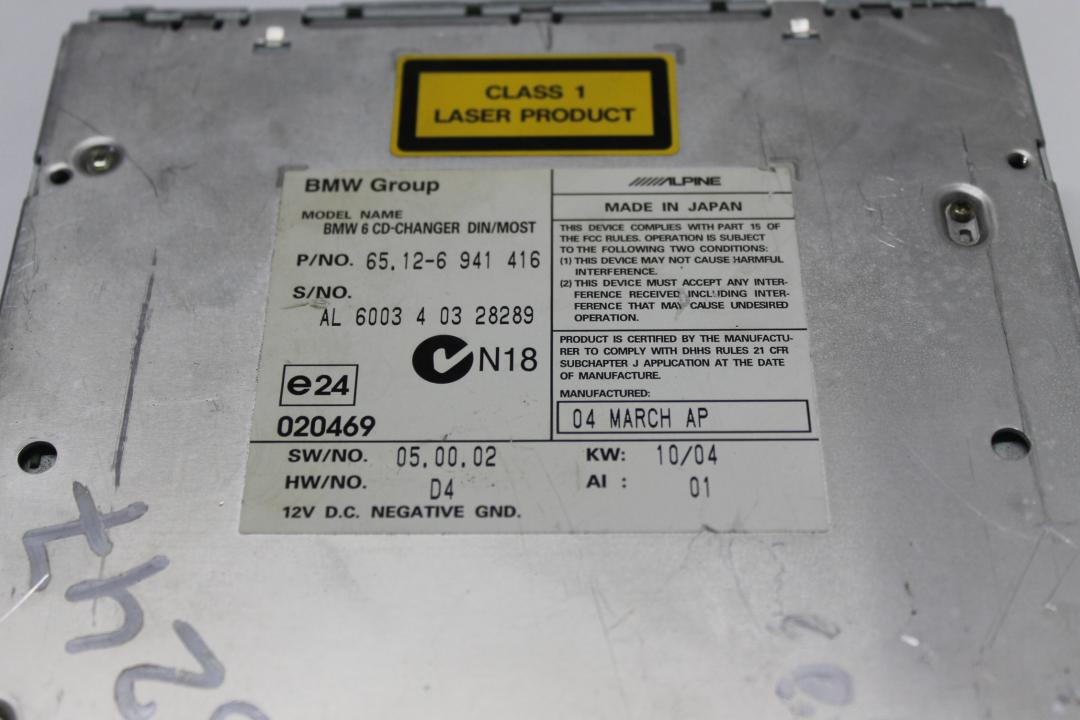 CLASS 1
LASER PRODUCT
BMW Group
MODEL NAME
BMW 6 CD-CHANGER DIN/MOST
P/NO. 65.12-6 941 416
S/NO.
AL 6003 4 03 28289
N18
e24
020469
ALPINE
MADE IN JAPAN
THIS DEVICE COMPLIES WITH PART 15 OF
THE FCC RULES. OPERATION IS SUBJECT
TO THE FOLLOWING TWO CONDITIONS:
(1) THIS DEVICE MAY NOT CAUSE HARMFUL
INTERFERENCE.
(2) THIS DEVICE MUST ACCEPT ANY INTER-
FERENCE RECEIVED INCLUDING INTER-
FERENCE THAT MAY CAUSE UNDESIRED
OPERATION.
PRODUCT IS CERTIFIED BY THE MANUFACTU-
RER TO COMPLY WITH DHHS RULES 21 CFR
SUBCHAPTER J APPLICATION AT THE DATE
OF MANUFACTURE.
MANUFACTURED:
04 MARCH AP
SW/NO. 05.00.02 KW: 10/04
HW/NO. D4 AI : 01
12V D.C. NEGATIVE GND.